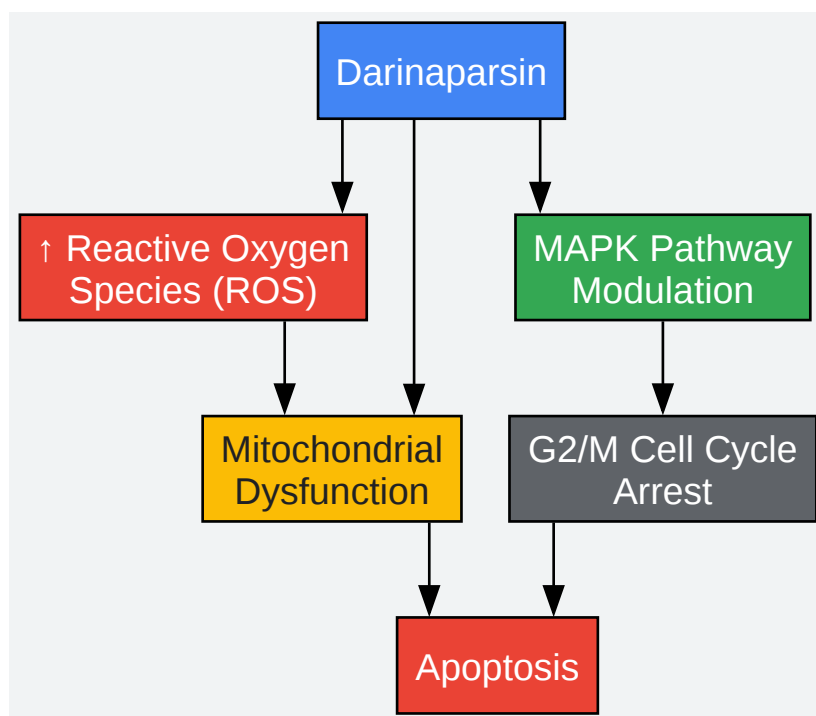 Darinaparsin
↑ Reactive Oxygen
Species (ROS)
MAPK Pathway
Modulation
Mitochondrial
Dysfunction
G2/M Cell Cycle
Arrest
Apoptosis